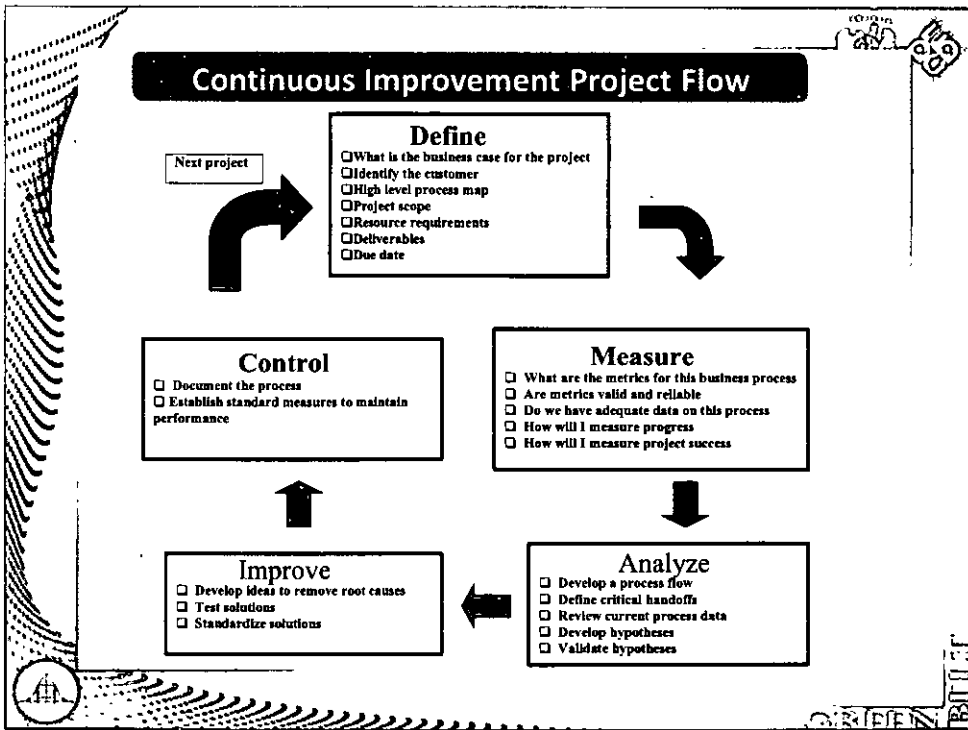 Continuous Improvement Project Flow
Define
❑What is the business case for the project
❑Identify the customer
❑High level process map
❑Project scope
❑Resource requirements
❑Deliverables
❑Due date
Next project
Measure
❑ What are the metrics for this business process
❑ Are metrics valid and reliable
❑ Do we have adequate data on this process
❑ How will I measure progress
❑ How will I measure project success
Analyze
❑ Develop a process flow
❑ Define critical handoffs
❑ Review current process data
❑ Develop hypotheses
❑ Validate hypotheses
Improve
❑ Develop ideas to remove root causes
❑ Test solutions
❑ Standardize solutions
Control
❑ Document the process
❑ Establish standard measures to maintain
performance
GREEN
BELT